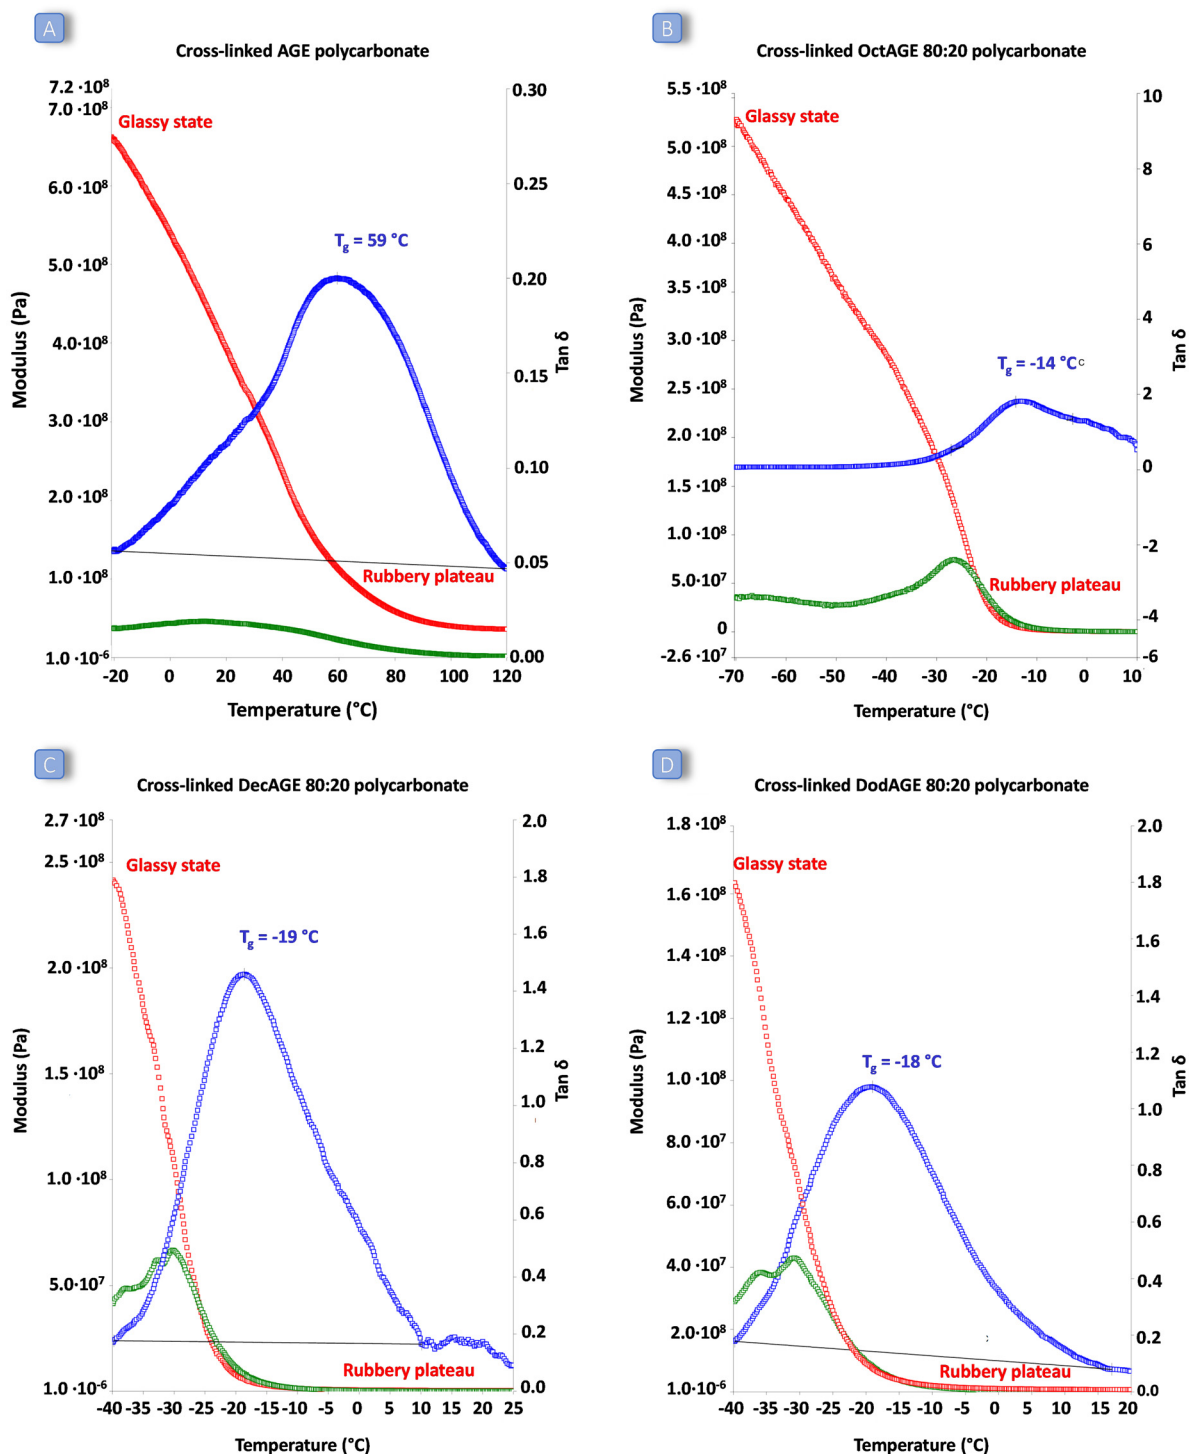 A
Cross-linked AGE polycarbonate
7.2 ·10⁸
7.0 ·10⁸
6.0 ·10⁸
5.0 ·10⁸
4.0 ·10⁸
3.0 ·10⁸
2.0 ·10⁸
1.0 ·10⁸
1.0 ·10⁻⁶
Modulus (Pa)
Glassy state
Tg = 59 °C
Rubbery plateau
0.30
0.25
0.20
0.15
0.10
0.05
0.00
Tan δ
-20 0 20 40 60 80 100 120
Temperature (°C)
B
Cross-linked OctAGE 80:20 polycarbonate
5.5 ·10⁸
5.0 ·10⁸
4.5 ·10⁸
4.0 ·10⁸
3.5 ·10⁸
3.0 ·10⁸
2.5 ·10⁸
2.0 ·10⁸
1.5 ·10⁸
1.0 ·10⁸
5.0·10⁷
0
-2.6 ·10⁷
Modulus (Pa)
Glassy state
Tg = -14 °C c
Rubbery plateau
10
8
6
4
2
0
-2
-4
-6
Tan δ
-70 -60 -50 -40 -30 -20 -10 0 10
Temperature (°C)
C
Cross-linked DecAGE 80:20 polycarbonate
2.7 ·10⁸
2.5 ·10⁸
2.0 ·10⁸
1.5 ·10⁸
1.0 ·10⁸
5.0·10⁷
1.0 ·10⁻⁶
Modulus (Pa)
Glassy state
Tg = -19 °C
Rubbery plateau
2.0
1.8
1.6
1.4
1.2
1.0
0.8
0.6
0.4
0.2
0.0
Tan δ
-40 -35 -30 -25 -20 -15 -10 -5 0 5 10 15 20 25
Temperature (°C)
D
Cross-linked DodAGE 80:20 polycarbonate
1.8 ·10⁸
1.6 ·10⁸
1.4 ·10⁸
1.2 ·10⁸
1.0 ·10⁸
8.0 ·10⁷
6.0 ·10⁷
4.0 ·10⁷
2.0 ·10⁸
1.0 ·10⁻⁶
Modulus (Pa)
Glassy state
Tg = -18 °C
Rubbery plateau
2.0
1.8
1.6
1.4
1.2
1.0
0.8
0.6
0.4
0.2
0.0
Tan δ
-40 -35 -30 -25 -20 -15 -10 -5 0 5 10 15 20
Temperature (°C)